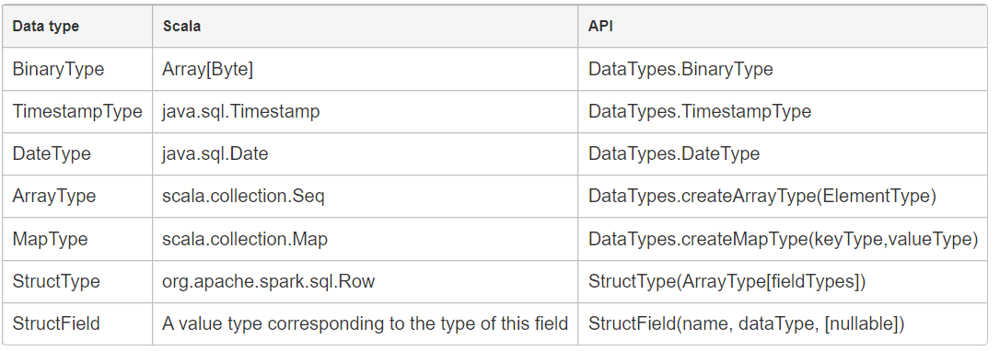 Data type Scala API
BinaryType Array[Byte] DataTypes.BinaryType
TimestampType java.sql.Timestamp DataTypes.TimestampType
DateType java.sql.Date DataTypes.DateType
ArrayType scala.collection.Seq DataTypes.createArrayType(ElementType)
MapType scala.collection.Map DataTypes.createMapType(keyType,valueType)
StructType org.apache.spark.sql.Row StructType(ArrayType[fieldTypes])
StructField A value type corresponding to the type of this field StructField(name, dataType, [nullable])